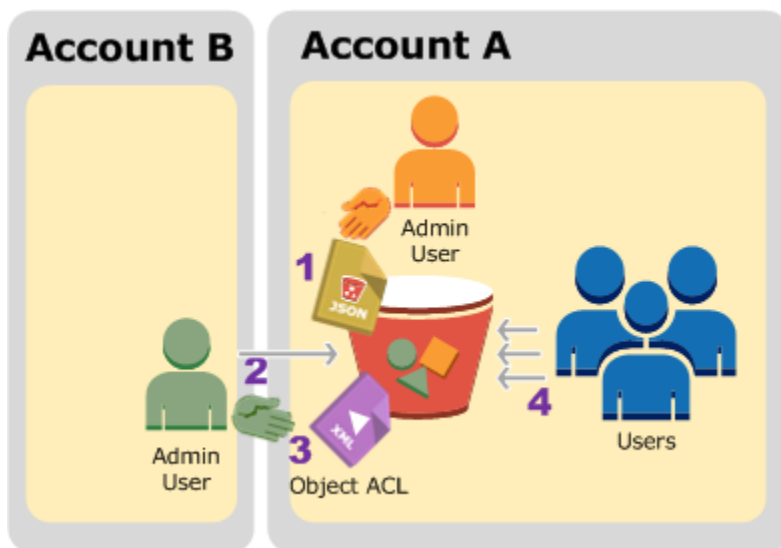 Account B
Account A
Admin
User
1
JSON
2
4
3
XML
Users
Admin
User
Object ACL